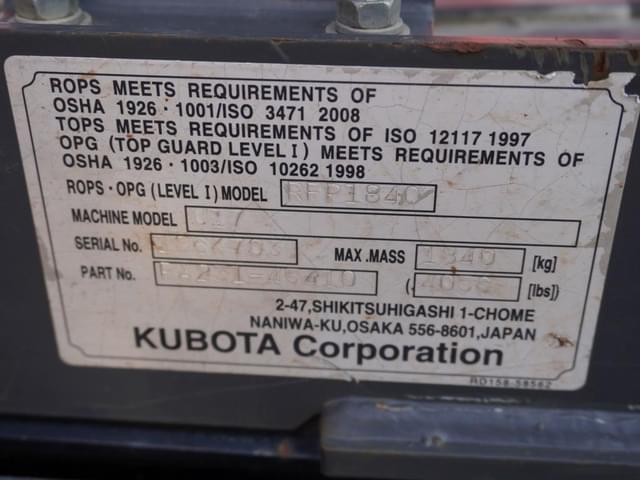 ROPS MEETS REQUIREMENTS OF
OSHA 1926・1001/ISO 3471 2008
TOPS MEETS REQUIREMENTS OF ISO 12117 1997
OPG (TOP GUARD LEVEL I) MEETS REQUIREMENTS OF
OSHA 1926・1003/ISO 10262 1998
ROPS・OPG (LEVEL I) MODEL RFP1840
MACHINE MODEL U17
SERIAL No. MAX.MASS 1840 [kg]
PART No. ( [lbs])
2-47,SHIKITSUHIGASHI 1-CHOME
NANIWA-KU,OSAKA 556-8601,JAPAN
KUBOTA Corporation
RD158-58562